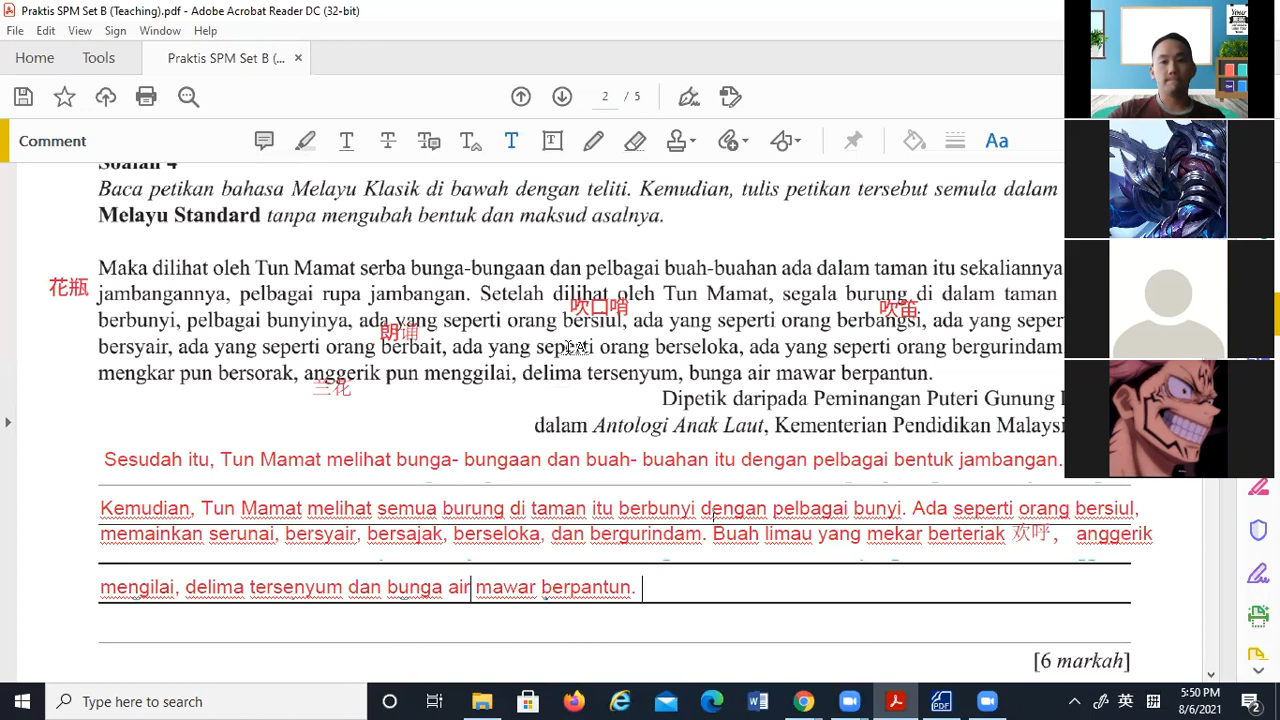 Praktis SPM Set B (Teaching).pdf - Adobe Acrobat Reader DC (32-bit)
File Edit View Sign Window Help
Home Tools Praktis SPM Set B (... ×
2 / 5
Comment
Aa
Soalan 4
Baca petikan bahasa Melayu Klasik di bawah dengan teliti. Kemudian, tulis petikan tersebut semula dalam
Melayu Standard tanpa mengubah bentuk dan maksud asalnya.
Maka dilihat oleh Tun Mamat serba bunga-bungaan dan pelbagai buah-buahan ada dalam taman itu sekaliannya
花瓶
jambangannya, pelbagai rupa jambangan. Setelah dilihat oleh Tun Mamat, segala burung di dalam taman
吹口哨 吹笛
berbunyi, pelbagai bunyinya, ada yang seperti orang bersiul, ada yang seperti orang berbangsi, ada yang seper
朗诵
bersyair, ada yang seperti orang berbait, ada yang seperti orang berseloka, ada yang seperti orang bergurindam
mengkar pun bersorak, anggerik pun menggilai, delima tersenyum, bunga air mawar berpantun.
兰花
Dipetik daripada Peminangan Puteri Gunung
dalam Antologi Anak Laut, Kementerian Pendidikan Malaysi
Sesudah itu, Tun Mamat melihat bunga- bungaan dan buah- buahan itu dengan pelbagai bentuk jambangan.
Kemudian, Tun Mamat melihat semua burung di taman itu berbunyi dengan pelbagai bunyi. Ada seperti orang bersiul,
memainkan serunai, bersyair, bersajak, berseloka, dan bergurindam. Buah limau yang mekar berteriak 欢呼, anggerik
mengilai, delima tersenyum dan bunga air mawar berpantun.
[6 markah]
Type here to search
英
拼
5:50 PM
8/6/2021
2